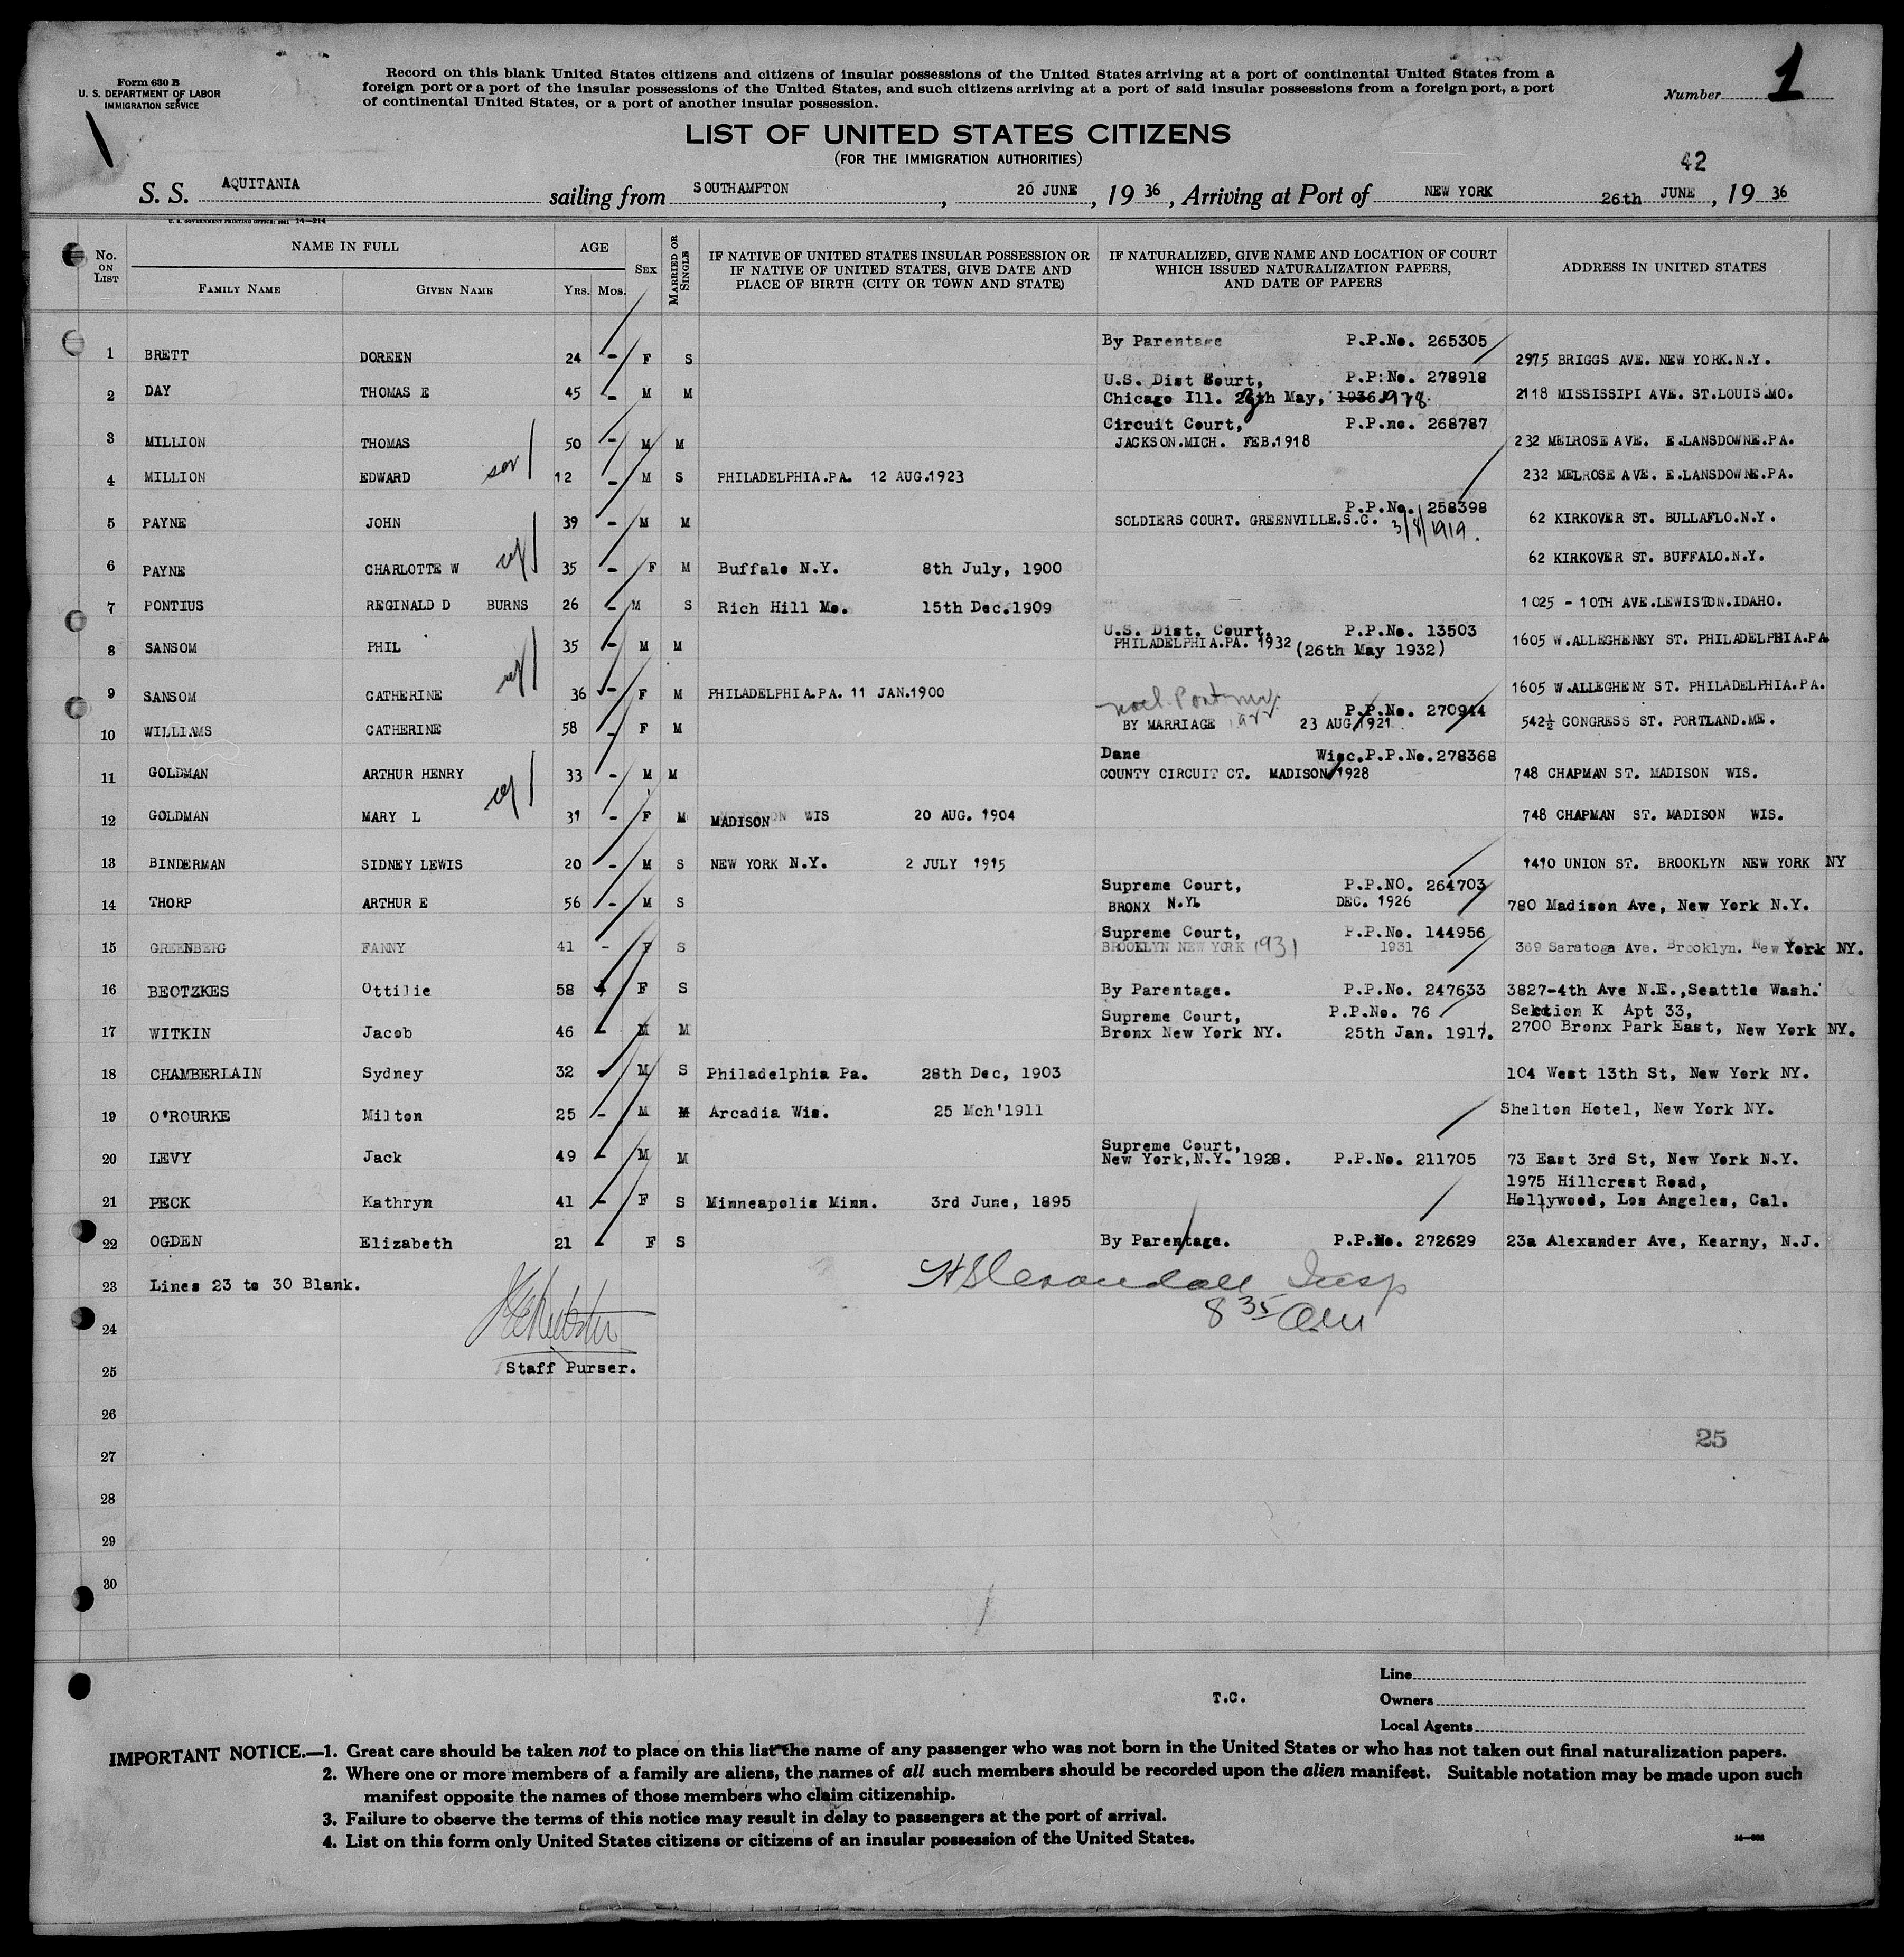 Form 630 B
U. S. DEPARTMENT OF LABOR
IMMIGRATION SERVICE
Record on this blank United States citizens and citizens of insular possessions of the United States arriving at a port of continental United States from a
foreign port or a port of the insular possessions of the United States, and such citizens arriving at a port of said insular possessions from a foreign port, a port
of continental United States, or a port of another insular possession.
Number 1
LIST OF UNITED STATES CITIZENS
(FOR THE IMMIGRATION AUTHORITIES)
42
S. S. AQUITANIA sailing from SOUTHAMPTON, 20 JUNE, 1936, Arriving at Port of NEW YORK 26th JUNE, 1936
U. S. GOVERNMENT PRINTING OFFICE: 1931 14—214
No. ON LIST
NAME IN FULL
FAMILY NAME GIVEN NAME
AGE
YRS. MOS.
SEX
MARRIED OR SINGLE
IF NATIVE OF UNITED STATES INSULAR POSSESSION OR
IF NATIVE OF UNITED STATES, GIVE DATE AND
PLACE OF BIRTH (CITY OR TOWN AND STATE)
IF NATURALIZED, GIVE NAME AND LOCATION OF COURT
WHICH ISSUED NATURALIZATION PAPERS,
AND DATE OF PAPERS
ADDRESS IN UNITED STATES
By Parentage P.P.No. 265305
1 BRETT DOREEN 24 - F S 2975 BRIGGS AVE. NEW YORK.N.Y.
U.S. Dist Court, P.P:No. 278918
2 DAY THOMAS E 45 - M M Chicago Ill. th May, 1936 2118 MISSISSIPI AVE. ST.LOUIS.MO.
Circuit Court, P.P.no. 268787
3 MILLION THOMAS 50 - M M JACKSON.MICH. FEB.1918 232 MELROSE AVE. E.LANSDOWNE.PA.
4 MILLION EDWARD son 12 - M S PHILADELPHIA.PA. 12 AUG.1923 232 MELROSE AVE. E.LANSDOWNE.PA.
P.P.No. 258398
5 PAYNE JOHN 39 - M M SOLDIERS COURT. GREENVILLE.S.C. 3/8/1919. 62 KIRKOVER ST. BULLAFLO.N.Y.
6 PAYNE CHARLOTTE W wf 35 - F M Buffalo N.Y. 8th July, 1900 62 KIRKOVER ST. BUFFALO.N.Y.
7 PONTIUS REGINALD D BURNS 26 - M S Rich Hill Mo. 15th Dec.1909 1025 - 10TH AVE.LEWISTON.IDAHO.
U.S. Dist. Court, P.P.No. 13503
8 SANSOM PHIL 35 - M M PHILADELPHIA.PA. 1932 (26th May 1932) 1605 W.ALLEGHENEY ST. PHILADELPHIA.PA
9 SANSOM CATHERINE wf 36 - F M PHILADELPHIA.PA. 11 JAN.1900 1605 W.ALLEGHENY ST. PHILADELPHIA.PA.
P.P.No. 270944
10 WILLIAMS CATHERINE 58 - F M BY MARRIAGE 23 AUG 1921 542½ CONGRESS ST. PORTLAND.ME.
Dane Wisc.P.P.No.278368
11 GOLDMAN ARTHUR HENRY 33 - M M COUNTY CIRCUIT CT. MADISON 1928 748 CHAPMAN ST. MADISON WIS.
12 GOLDMAN MARY L wf 31 - F M MADISON WIS 20 AUG. 1904 748 CHAPMAN ST. MADISON WIS.
13 BINDERMAN SIDNEY LEWIS 20 - M S NEW YORK N.Y. 2 JULY 1915 1410 UNION ST. BROOKLYN NEW YORK NY
Supreme Court, P.P.NO. 264703
14 THORP ARTHUR E 56 - M S BRONX N.Y. DEC. 1926 780 Madison Ave, New York N.Y.
Supreme Court, P.P.No. 144956
15 GREENBERG FANNY 41 - F S BROOKLYN NEW YORK 1931 1931 369 Saratoga Ave. Brooklyn. New York NY.
16 BEOTZKES Ottilie 58 - F S By Parentage. P.P.No. 247633 3827-4th Ave N.E.,Seattle Wash.
Supreme Court, P.P.No. 76 Section K Apt 33,
17 WITKIN Jacob 46 - M M Bronx New York NY. 25th Jan. 1917. 2700 Bronx Park East, New York NY.
18 CHAMBERLAIN Sydney 32 - M S Philadelphia Pa. 28th Dec, 1903 104 West 13th St, New York NY.
19 O'ROURKE Milton 25 - M M Arcadia Wis. 25 Mch'1911 Shelton Hotel, New York NY.
Supreme Court,
20 LEVY Jack 49 - M M New York,N.Y. 1928. P.P.No. 211705 73 East 3rd St, New York N.Y.
1975 Hillcrest Road,
21 PECK Kathryn 41 - F S Minneapolis Minn. 3rd June, 1895 Hollywood, Los Angeles, Cal.
22 OGDEN Elizabeth 21 - F S By Parentage. P.P.No. 272629 23a Alexander Ave, Kearny, N.J.
23 Lines 23 to 30 Blank. Insp
24 8 35 am
25 Staff Purser.
26
25
27
28
29
30
Line
T.C. Owners
Local Agents
IMPORTANT NOTICE.—1. Great care should be taken not to place on this list the name of any passenger who was not born in the United States or who has not taken out final naturalization papers.
2. Where one or more members of a family are aliens, the names of all such members should be recorded upon the alien manifest. Suitable notation may be made upon such
manifest opposite the names of those members who claim citizenship.
3. Failure to observe the terms of this notice may result in delay to passengers at the port of arrival.
4. List on this form only United States citizens or citizens of an insular possession of the United States.